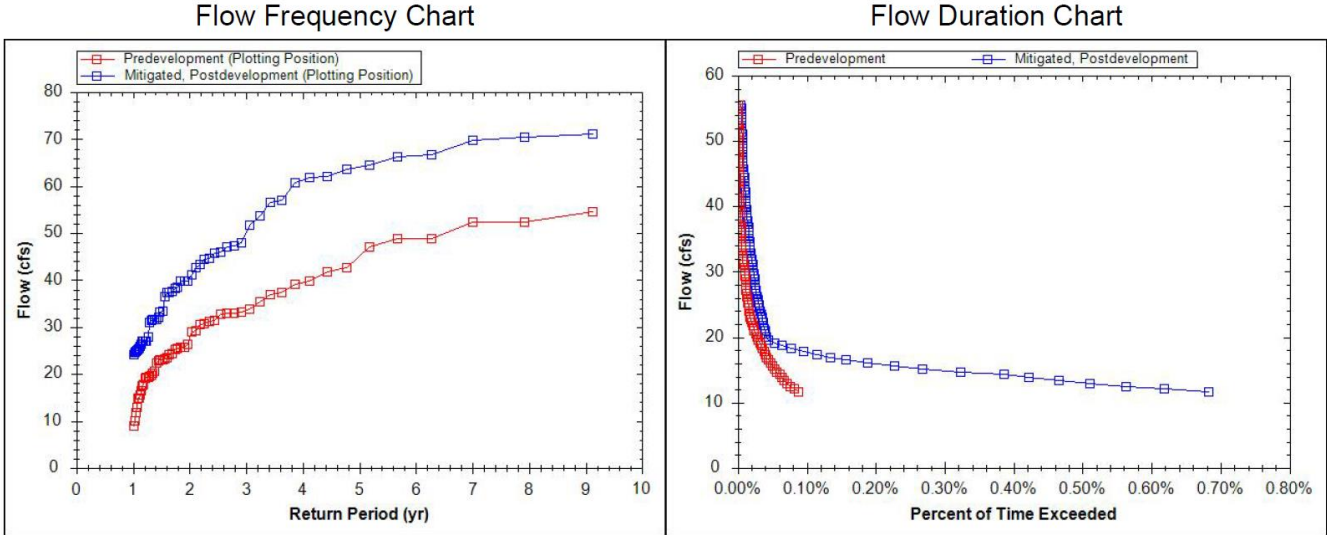 Flow Frequency Chart
Predevelopment (Plotting Position)
Mitigated, Postdevelopment (Plotting Position)
80
70
60
50
40
30
20
10
0
Flow (cfs)
0 1 2 3 4 5 6 7 8 9 10
Return Period (yr)
Flow Duration Chart
Predevelopment Mitigated, Postdevelopment
60
50
40
30
20
10
0
Flow (cfs)
0.00% 0.10% 0.20% 0.30% 0.40% 0.50% 0.60% 0.70% 0.80%
Percent of Time Exceeded